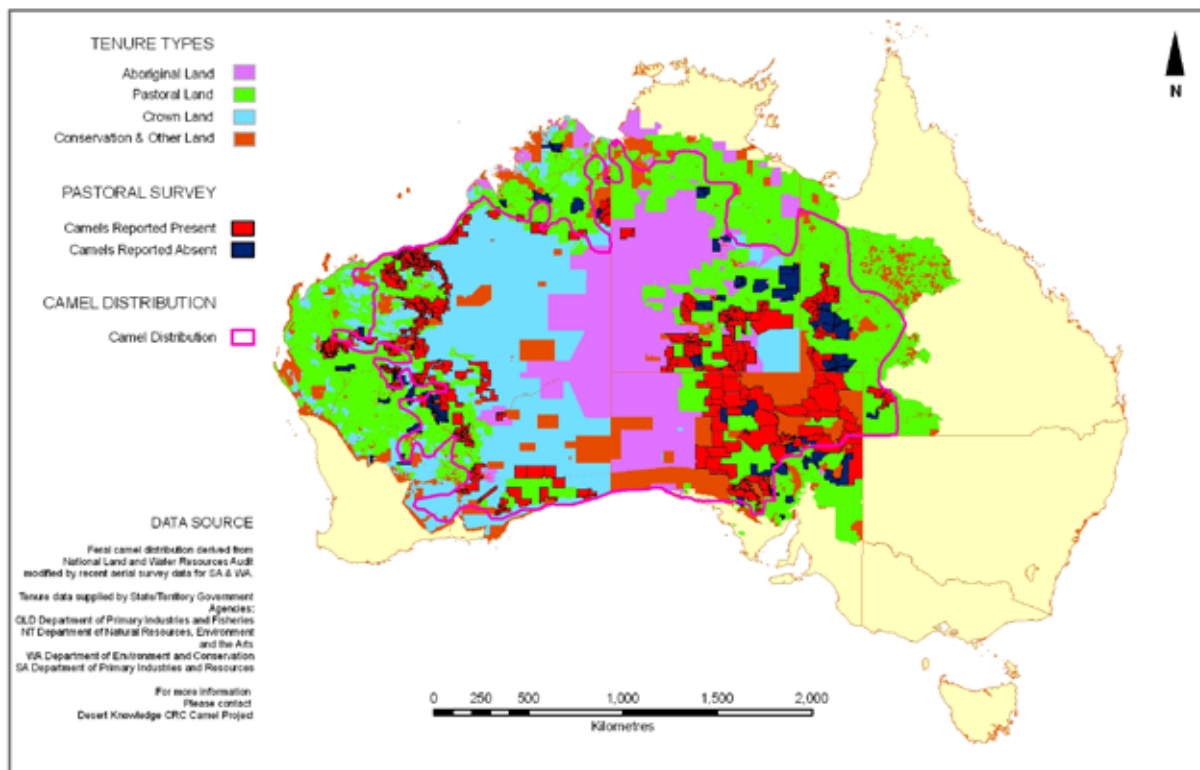 TENURE TYPES
Aboriginal Land
Pastoral Land
Crown Land
Conservation & Other Land
PASTORAL SURVEY
Camels Reported Present
Camels Reported Absent
CAMEL DISTRIBUTION
Camel Distribution
N
DATA SOURCE
Feral camel distribution derived from
National Land and Water Resources Audit
modified by recent aerial survey data for SA & WA.
Tenure data supplied by State/Territory Government
Agencies:
QLD Department of Primary Industries and Fisheries
NT Department of Natural Resources, Environment
and the Arts
WA Department of Environment and Conservation
SA Department of Primary Industries and Resources
For more information
Please contact
Desert Knowledge CRC Camel Project
0 250 500 1,000 1,500 2,000
Kilometres